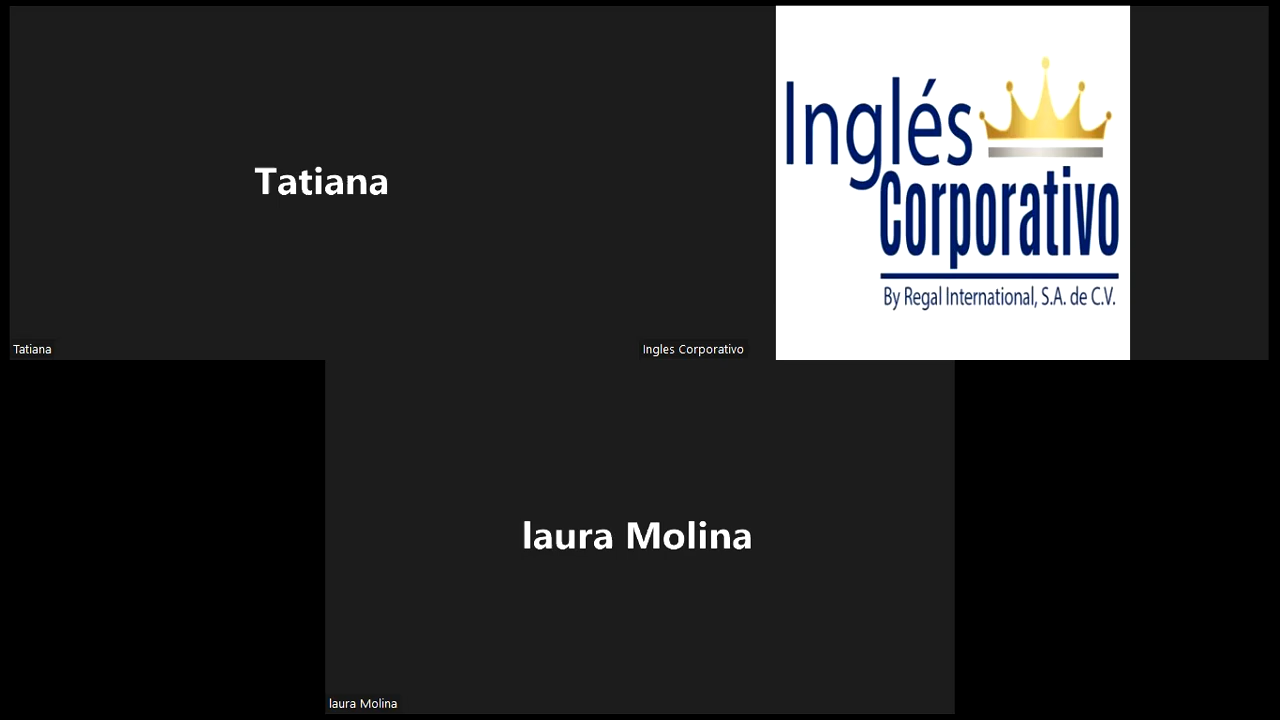 Tatiana
Tatiana
Inglés
Corporativo
By Regal International, S.A. de C.V.
Ingles Corporativo
laura Molina
laura Molina